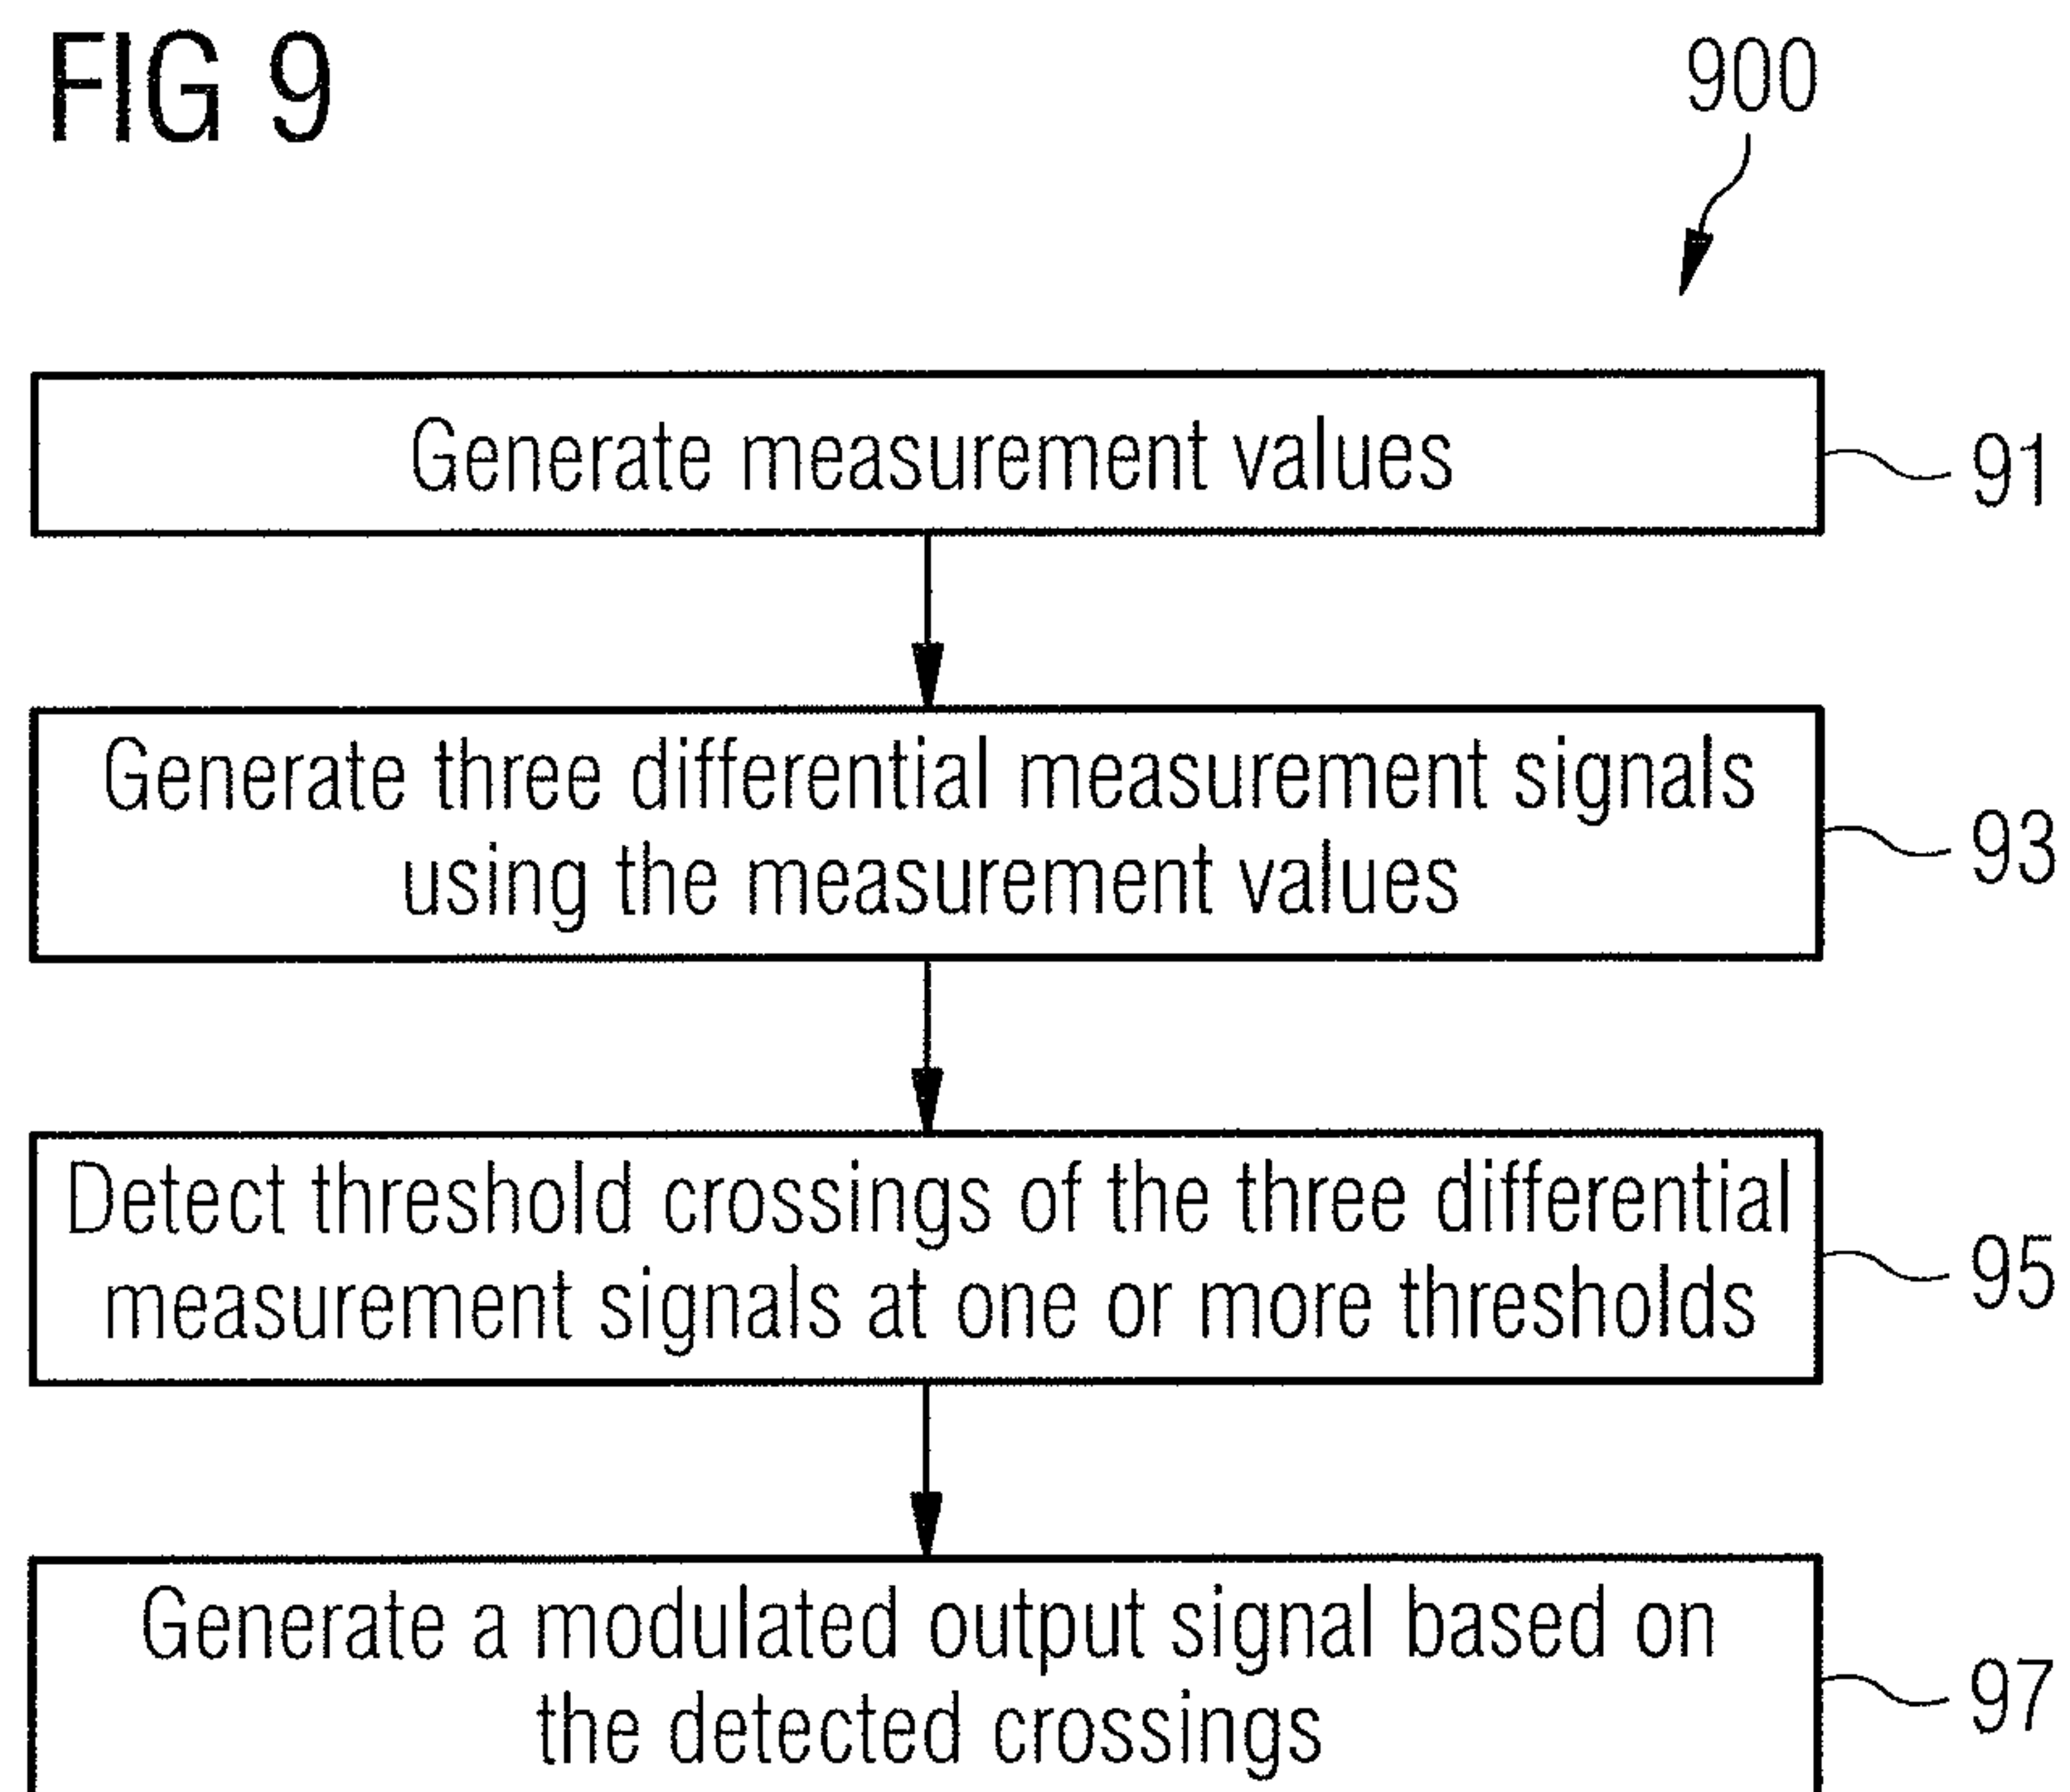 FIG 9
900
Generate measurement values
91
Generate three differential measurement signals
using the measurement values
93
Detect threshold crossings of the three differential
measurement signals at one or more thresholds
95
Generate a modulated output signal based on
the detected crossings
97